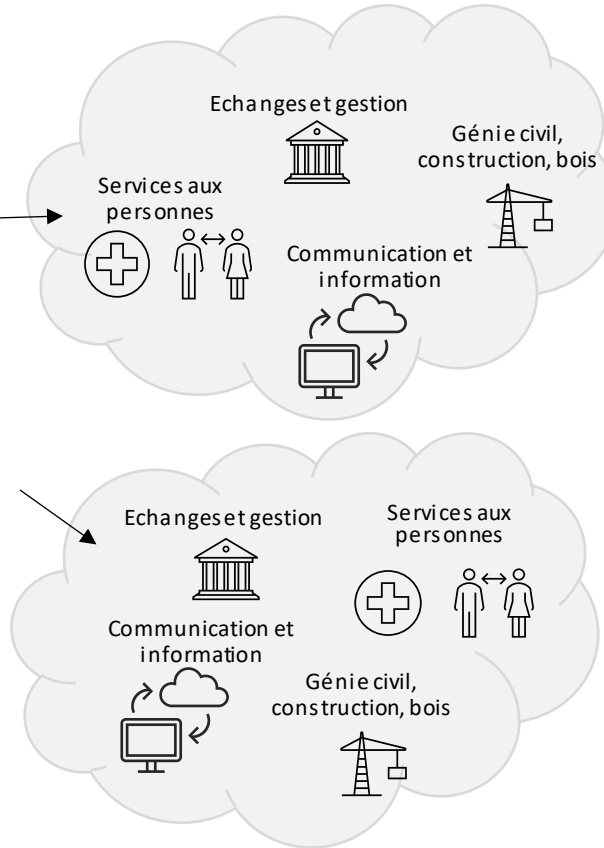 Echanges et gestion
Génie civil,
construction, bois
Services aux
personnes
Communication et
information
Echanges et gestion
Services aux
personnes
Communication et
information
Génie civil,
construction, bois